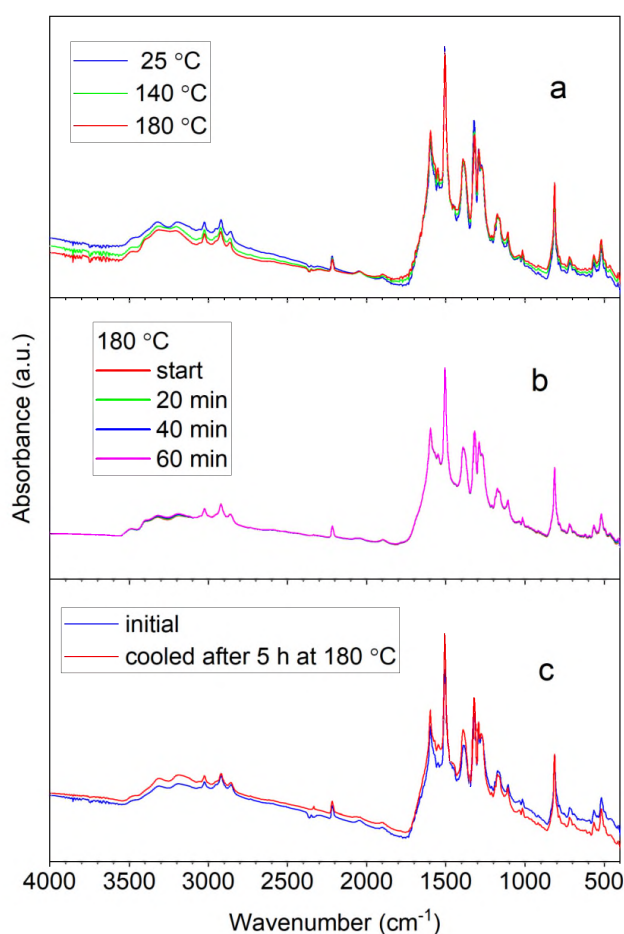 25 °C
140 °C
180 °C
a
180 °C
start
20 min
40 min
60 min
b
Absorbance (a.u.)
initial
cooled after 5 h at 180 °C
c
4000 3500 3000 2500 2000 1500 1000 500
Wavenumber (cm⁻¹)